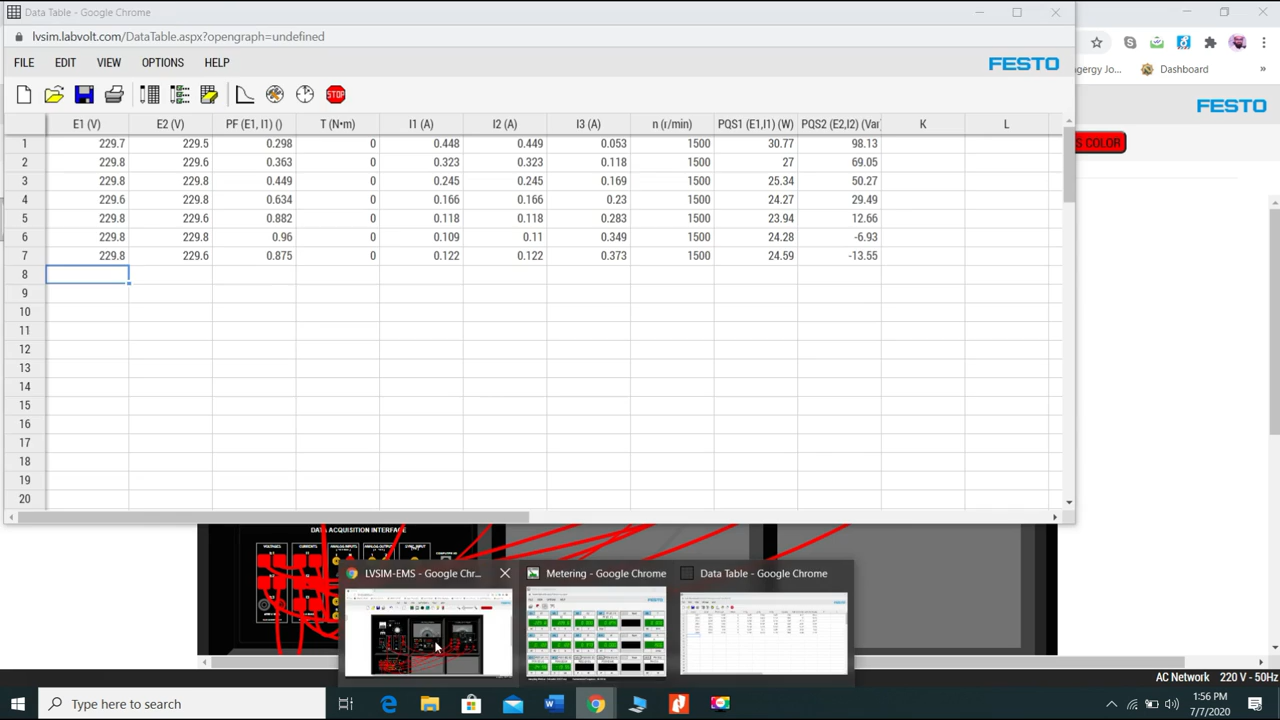 Data Table - Google Chrome
lvsim.labvolt.com/DataTable.aspx?opengraph=undefined
FILE EDIT VIEW OPTIONS HELP FESTO
STOP
E1 (V) E2 (V) PF (E1, I1) () T (N•m) I1 (A) I2 (A) I3 (A) n (r/min) PQS1 (E1,I1) (W) PQS2 (E2,I2) (Var K L
1 229.7 229.5 0.298 0 0.448 0.449 0.053 1500 30.77 98.13
2 229.8 229.6 0.363 0 0.323 0.323 0.118 1500 27 69.05
3 229.8 229.8 0.449 0 0.245 0.245 0.169 1500 25.34 50.27
4 229.6 229.8 0.634 0 0.166 0.166 0.23 1500 24.27 29.49
5 229.8 229.6 0.882 0 0.118 0.118 0.283 1500 23.94 12.66
6 229.8 229.8 0.96 0 0.109 0.11 0.349 1500 24.28 -6.93
7 229.8 229.6 0.875 0 0.122 0.122 0.373 1500 24.59 -13.55
8
9
10
11
12
13
14
15
16
17
18
19
20
ngergy Jo... Dashboard »
FESTO
S COLOR
DATA ACQUISITION INTERFACE
VOLTAGES CURRENTS
LVSIM-EMS - Google Chr...
Metering - Google Chrome
Data Table - Google Chrome
AC Network 220 V - 50Hz
Type here to search
1:56 PM
7/7/2020